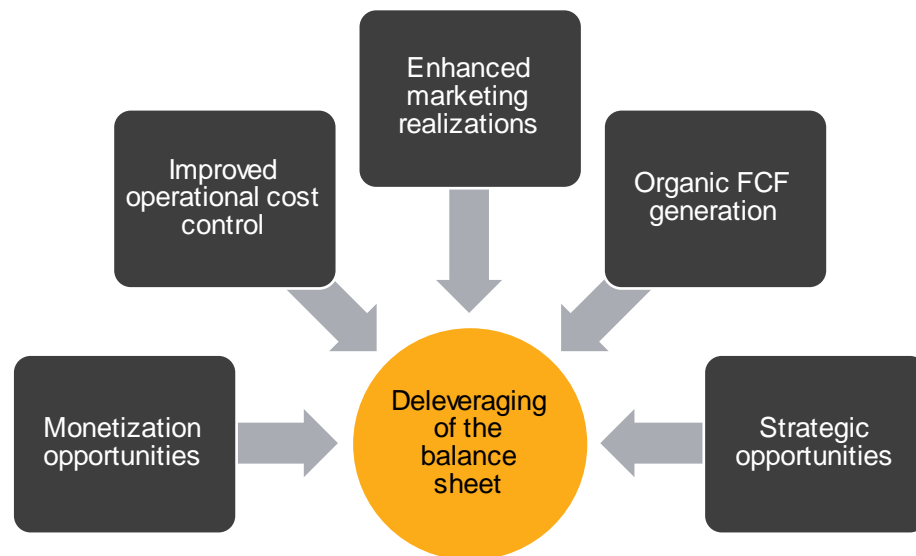 Enhanced
marketing
realizations
Improved
operational cost
control
Organic FCF
generation
Monetization
opportunities
Deleveraging
of the
balance
sheet
Strategic
opportunities